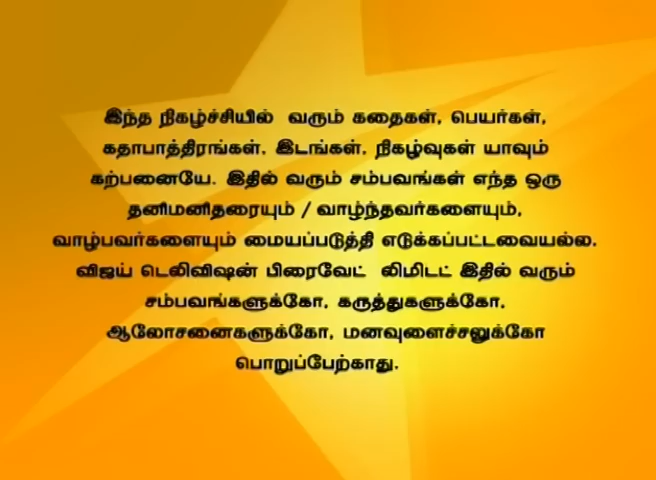 இந்த நிகழ்ச்சியில் வரும் கதைகள், பெயர்கள்,
கதாபாத்திரங்கள், இடங்கள், நிகழ்வுகள் யாவும்
கற்பனையே. இதில் வரும் சம்பவங்கள் எந்த ஒரு
தனிமனிதரையும் / வாழ்ந்தவர்களையும்,
வாழ்பவர்களையும் மையப்படுத்தி எடுக்கப்பட்டவையல்ல.
விஜய் டெலிவிஷன் பிரைவேட் லிமிடட் இதில் வரும்
சம்பவங்களுக்கோ, கருத்துகளுக்கோ,
ஆலோசனைகளுக்கோ, மனவுளைச்சலுக்கோ
பொறுப்பேற்காது.